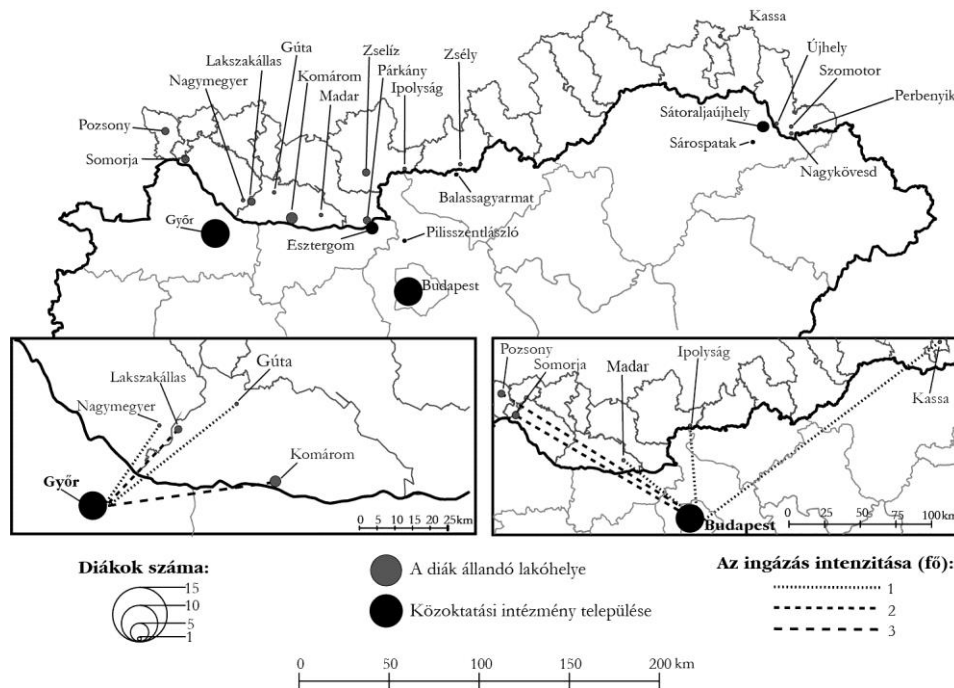 Kassa
Újhely
Szomotor
Perbenyik
Gúta
Lakszakállas
Nagymegyer
Komárom
Madar
Zselíz
Párkány
Ipolyság
Zsély
Sátoraljaújhely
Sárospatak
Nagykövesd
Pozsony
Somorja
Balassagyarmat
Győr
Esztergom
Pilisszentlászló
Budapest
Gúta
Lakszakállas
Nagymegyer
Komárom
Győr
0 5 10 15 20 25km
Pozsony
Somorja
Madar
Ipolyság
Kassa
Budapest
0 25 50 75 100km
Diákok száma:
15
10
5
1
A diák állandó lakóhelye
Közoktatási intézmény települése
Az ingázás intenzitása (fő):
1
2
3
0 50 100 150 200 km